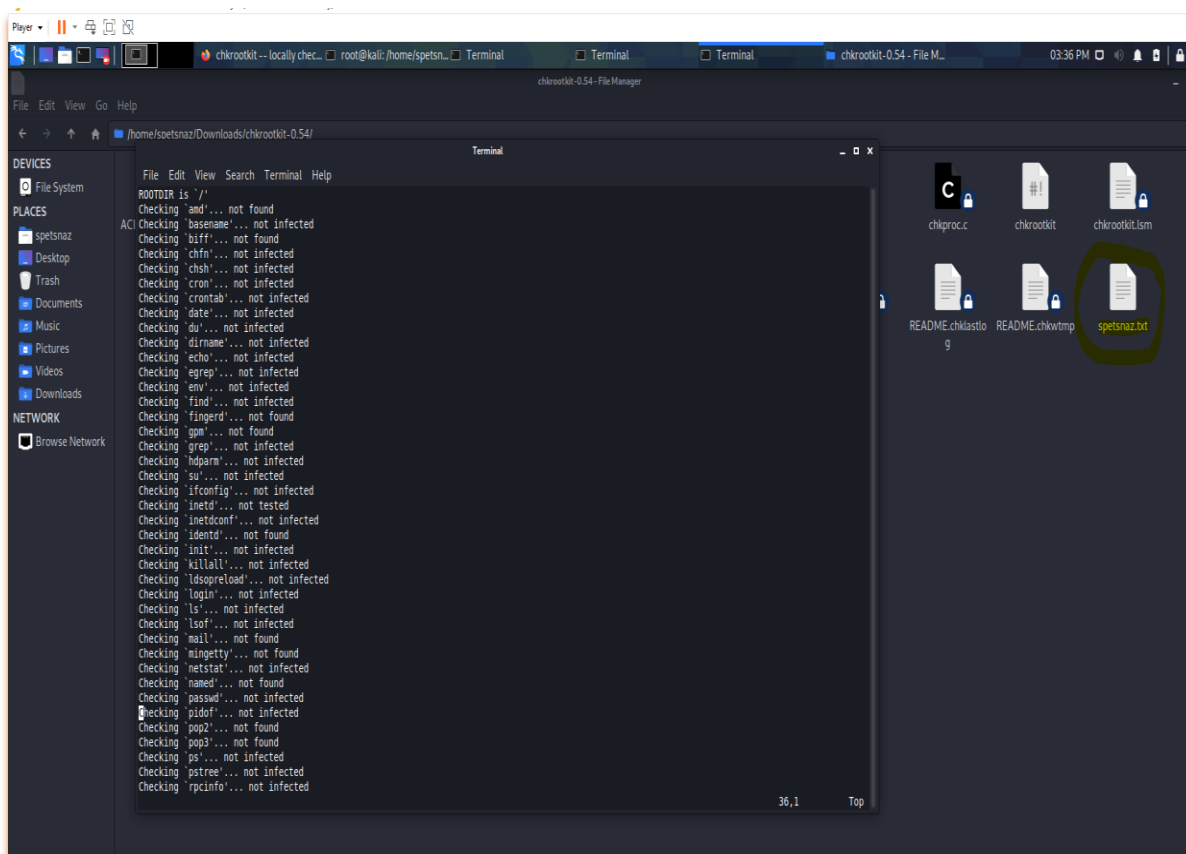 Player
chkrootkit -- locally chec...
root@kali: /home/spetsn...
Terminal
Terminal
Terminal
chkrootkit-0.54 - File M...
03:36 PM
chkrootkit-0.54 - File Manager
File Edit View Go Help
/home/spetsnaz/Downloads/chkrootkit-0.54/
DEVICES
File System
PLACES
spetsnaz
Desktop
Trash
Documents
Music
Pictures
Videos
Downloads
NETWORK
Browse Network
Terminal
File Edit View Search Terminal Help
ROOTDIR is `/'
Checking `amd'... not found
Checking `basename'... not infected
Checking `biff'... not found
Checking `chfn'... not infected
Checking `chsh'... not infected
Checking `cron'... not infected
Checking `crontab'... not infected
Checking `date'... not infected
Checking `du'... not infected
Checking `dirname'... not infected
Checking `echo'... not infected
Checking `egrep'... not infected
Checking `env'... not infected
Checking `find'... not infected
Checking `fingerd'... not found
Checking `gpm'... not found
Checking `grep'... not infected
Checking `hdparm'... not infected
Checking `su'... not infected
Checking `ifconfig'... not infected
Checking `inetd'... not tested
Checking `inetdconf'... not infected
Checking `identd'... not found
Checking `init'... not infected
Checking `killall'... not infected
Checking `ldsopreload'... not infected
Checking `login'... not infected
Checking `ls'... not infected
Checking `lsof'... not infected
Checking `mail'... not found
Checking `mingetty'... not found
Checking `netstat'... not infected
Checking `named'... not found
Checking `passwd'... not infected
Checking `pidof'... not infected
Checking `pop2'... not found
Checking `pop3'... not found
Checking `ps'... not infected
Checking `pstree'... not infected
Checking `rpcinfo'... not infected
36,1 Top
ACI
C
#!
chkproc.c
chkrootkit
chkrootkit.lsm
README.chklastlo
g
README.chkwtmp
spetsnaz.txt